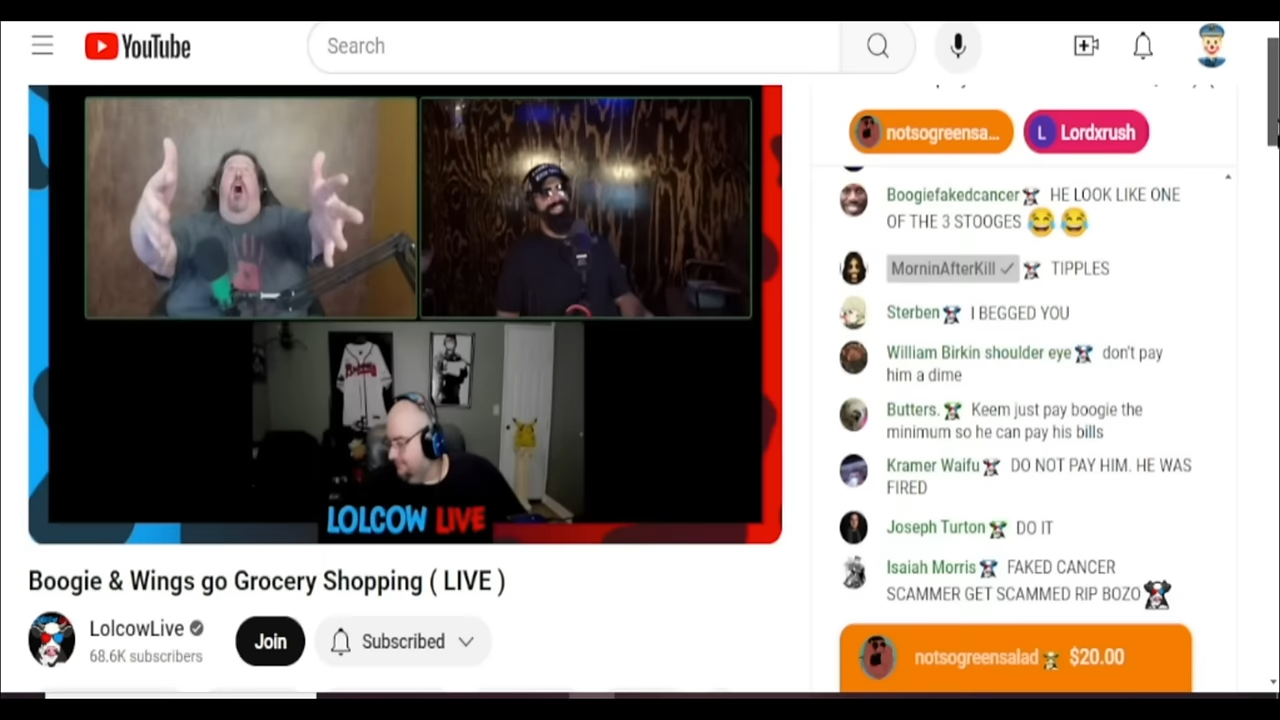 YouTube
Search
notsogreensa...
L Lordxrush
Boogiefakedcancer HE LOOK LIKE ONE
OF THE 3 STOOGES
MorninAfterKill TIPPLES
Sterben I BEGGED YOU
William Birkin shoulder eye don't pay
him a dime
Butters. Keem just pay boogie the
minimum so he can pay his bills
Kramer Waifu DO NOT PAY HIM. HE WAS
FIRED
Joseph Turton DO IT
Isaiah Morris FAKED CANCER
SCAMMER GET SCAMMED RIP BOZO
notsogreensalad $20.00
LOLCOW LIVE
Boogie & Wings go Grocery Shopping ( LIVE )
LolcowLive
68.6K subscribers
Join
Subscribed